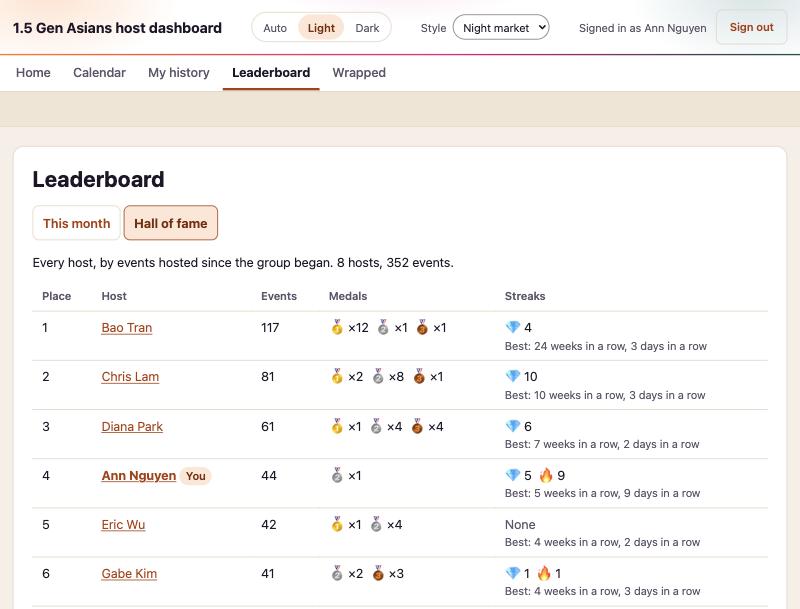 1.5 Gen Asians host dashboard
Auto Light Dark
Style Night market
Signed in as Ann Nguyen
Sign out
Home Calendar My history Leaderboard Wrapped
Leaderboard
This month Hall of fame
Every host, by events hosted since the group began. 8 hosts, 352 events.
Place Host Events Medals Streaks
1 Bao Tran 117 🥇 ×12 🥈 ×1 🥉 ×1 💎 4
Best: 24 weeks in a row, 3 days in a row
2 Chris Lam 81 🥇 ×2 🥈 ×8 🥉 ×1 💎 10
Best: 10 weeks in a row, 3 days in a row
3 Diana Park 61 🥇 ×1 🥈 ×4 🥉 ×4 💎 6
Best: 7 weeks in a row, 2 days in a row
4 Ann Nguyen You 44 🥈 ×1 💎 5 🔥 9
Best: 5 weeks in a row, 9 days in a row
5 Eric Wu 42 🥇 ×1 🥈 ×4 None
Best: 4 weeks in a row, 2 days in a row
6 Gabe Kim 41 🥈 ×2 🥉 ×3 💎 1 🔥 1
Best: 4 weeks in a row, 3 days in a row